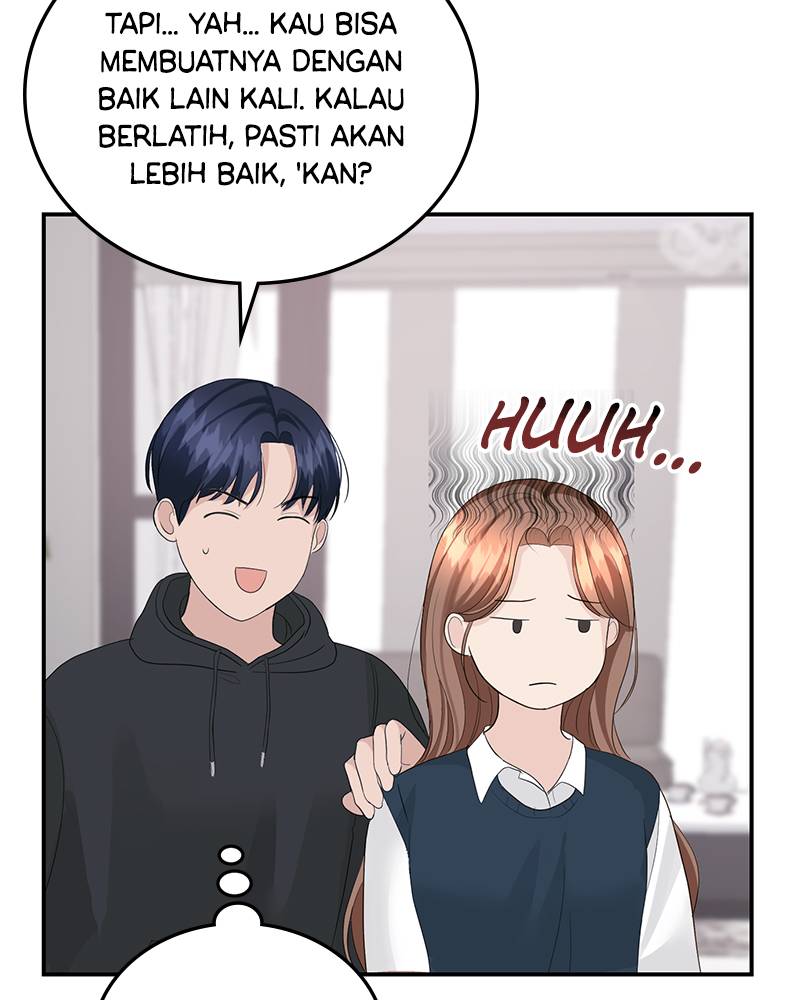 TAPI... YAH... KAU BISA
MEMBUATNYA DENGAN
BAIK LAIN KALI. KALAU
BERLATIH, PASTI AKAN
LEBIH BAIK, 'KAN?
HUUH...